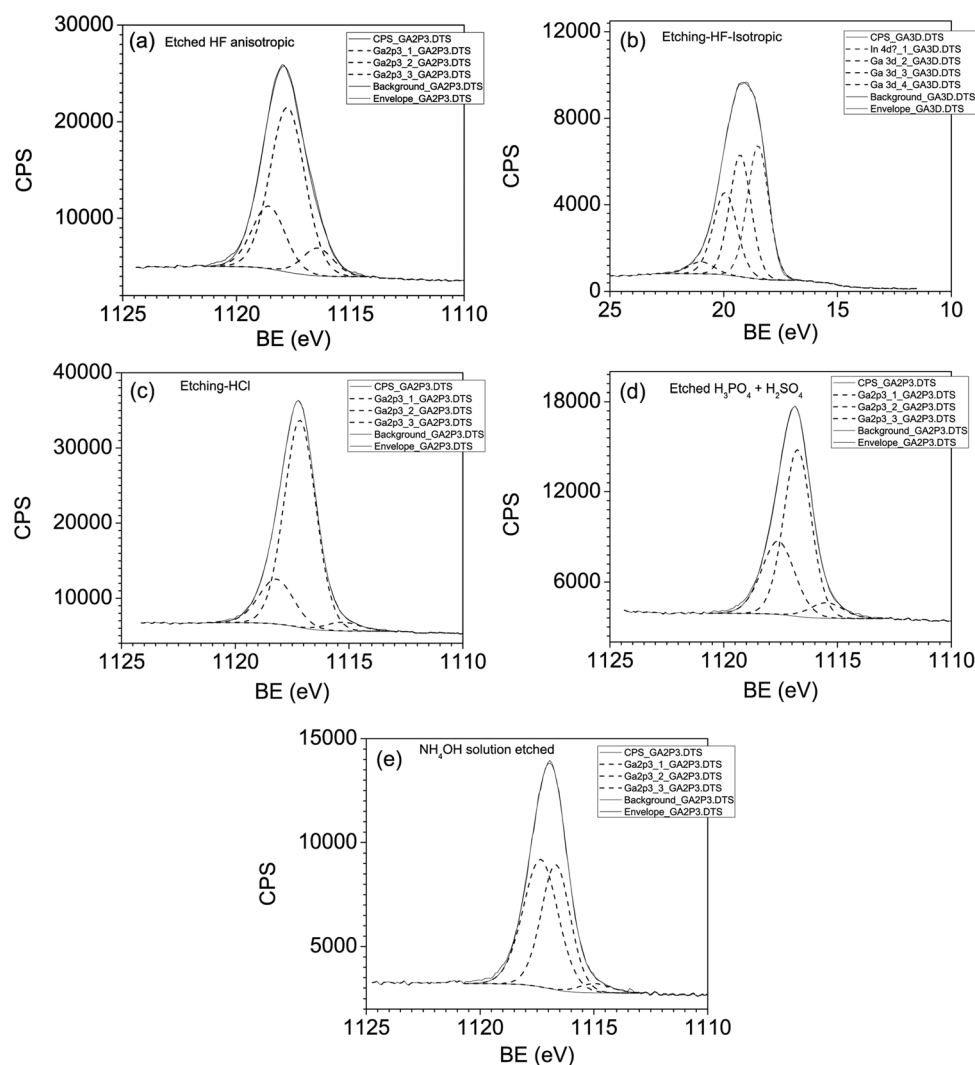 (a) Etched HF anisotropic
CPS_GA2P3.DTS
Ga2p3_1_GA2P3.DTS
Ga2p3_2_GA2P3.DTS
Ga2p3_3_GA2P3.DTS
Background_GA2P3.DTS
Envelope_GA2P3.DTS
30000
20000
10000
CPS
1125 1120 1115 1110
BE (eV)
(b) Etching-HF-Isotropic
CPS_GA3D.DTS
In 4d?_1_GA3D.DTS
Ga 3d_2_GA3D.DTS
Ga 3d_3_GA3D.DTS
Ga 3d_4_GA3D.DTS
Background_GA3D.DTS
Envelope_GA3D.DTS
12000
8000
4000
0
CPS
25 20 15 10
BE (eV)
(c) Etching-HCl
CPS_GA2P3.DTS
Ga2p3_1_GA2P3.DTS
Ga2p3_2_GA2P3.DTS
Ga2p3_3_GA2P3.DTS
Background_GA2P3.DTS
Envelope_GA2P3.DTS
40000
30000
20000
10000
CPS
1125 1120 1115 1110
BE (eV)
(d) Etched H₃PO₄ + H₂SO₄
CPS_GA2P3.DTS
Ga2p3_1_GA2P3.DTS
Ga2p3_2_GA2P3.DTS
Ga2p3_3_GA2P3.DTS
Background_GA2P3.DTS
Envelope_GA2P3.DTS
18000
12000
6000
CPS
1125 1120 1115 1110
BE (eV)
(e) NH₄OH solution etched
CPS_GA2P3.DTS
Ga2p3_1_GA2P3.DTS
Ga2p3_2_GA2P3.DTS
Ga2p3_3_GA2P3.DTS
Background_GA2P3.DTS
Envelope_GA2P3.DTS
15000
10000
5000
CPS
1125 1120 1115 1110
BE (eV)